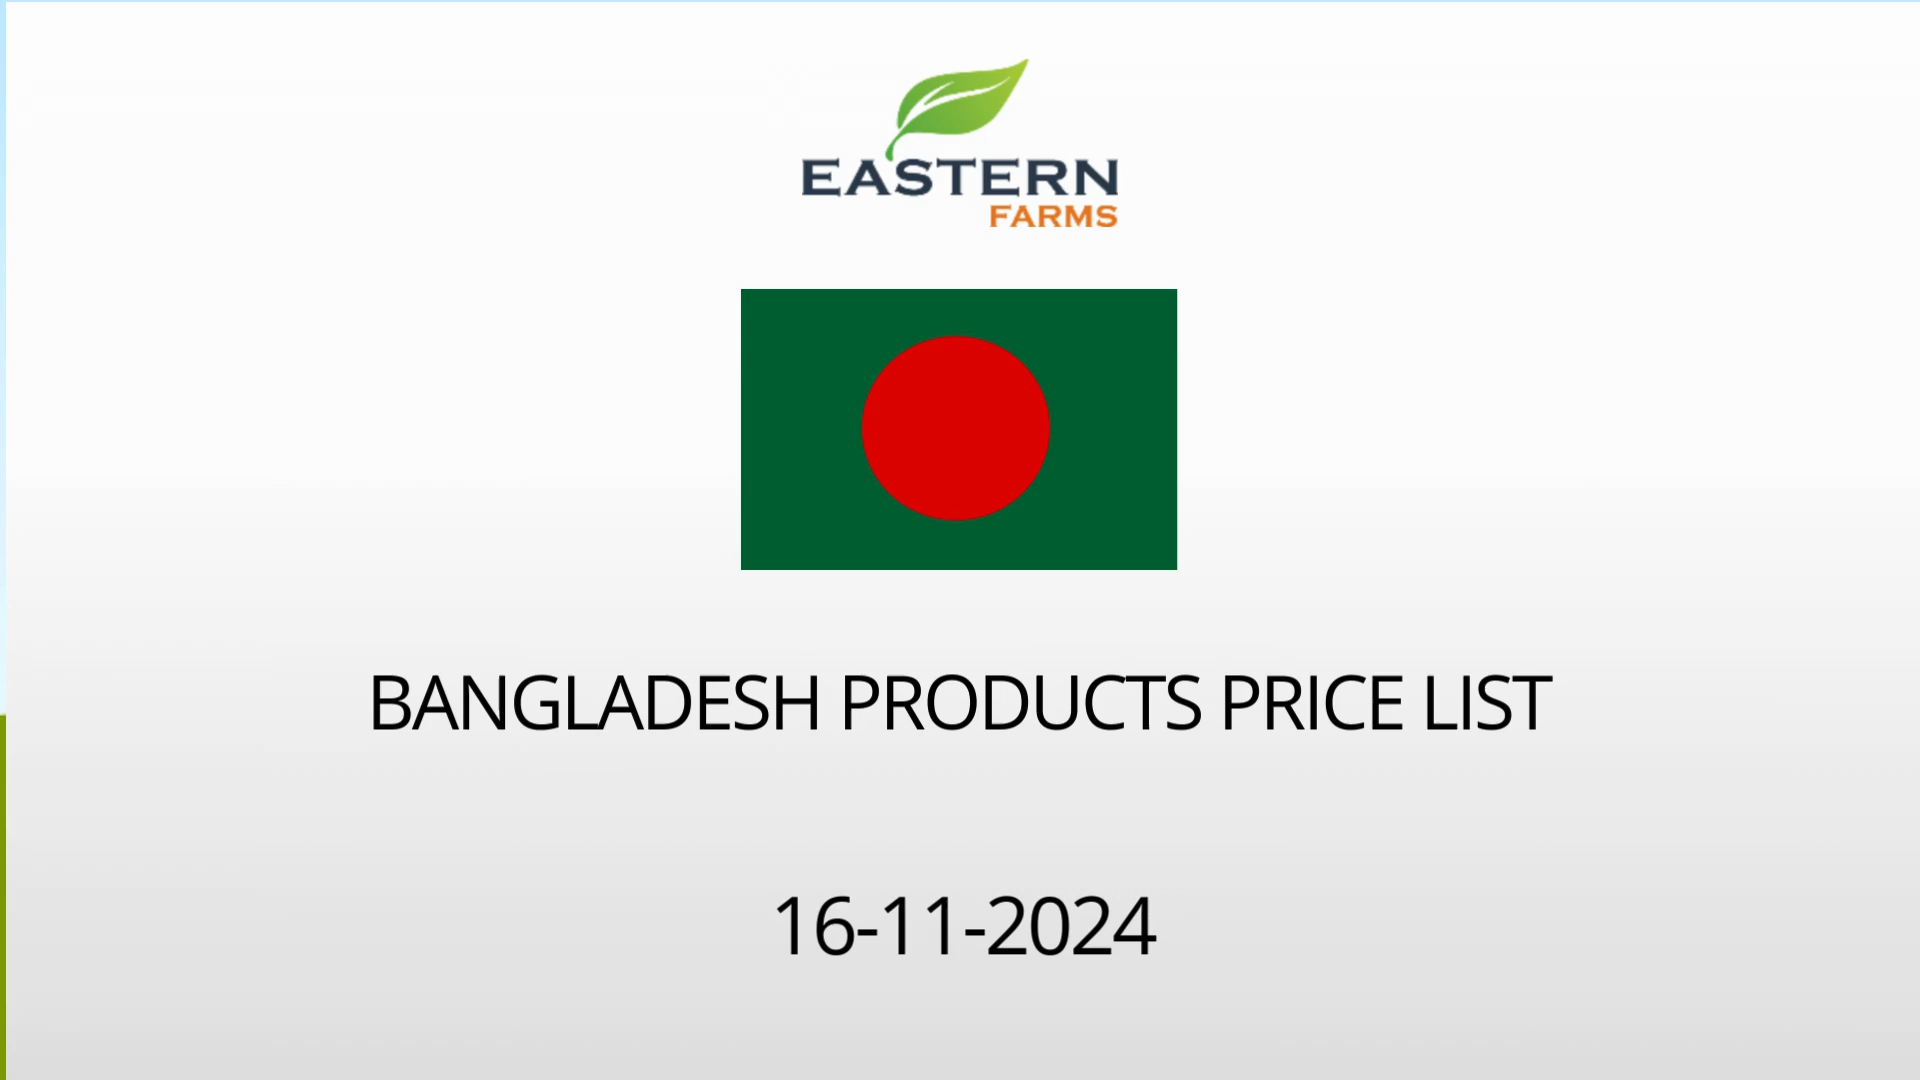 EASTERN
FARMS
BANGLADESH PRODUCTS PRICE LIST
16-11-2024